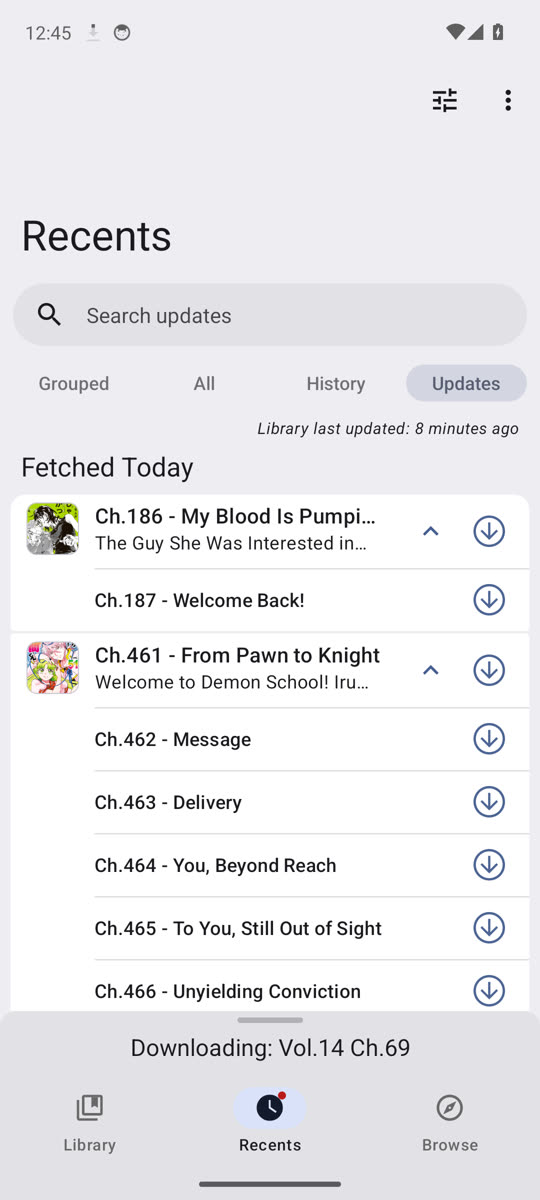 12:45
Recents
Search updates
Grouped All History Updates
Library last updated: 8 minutes ago
Fetched Today
Ch.186 - My Blood Is Pumpi...
The Guy She Was Interested in...
Ch.187 - Welcome Back!
Ch.461 - From Pawn to Knight
Welcome to Demon School! Iru...
Ch.462 - Message
Ch.463 - Delivery
Ch.464 - You, Beyond Reach
Ch.465 - To You, Still Out of Sight
Ch.466 - Unyielding Conviction
Downloading: Vol.14 Ch.69
Library Recents Browse